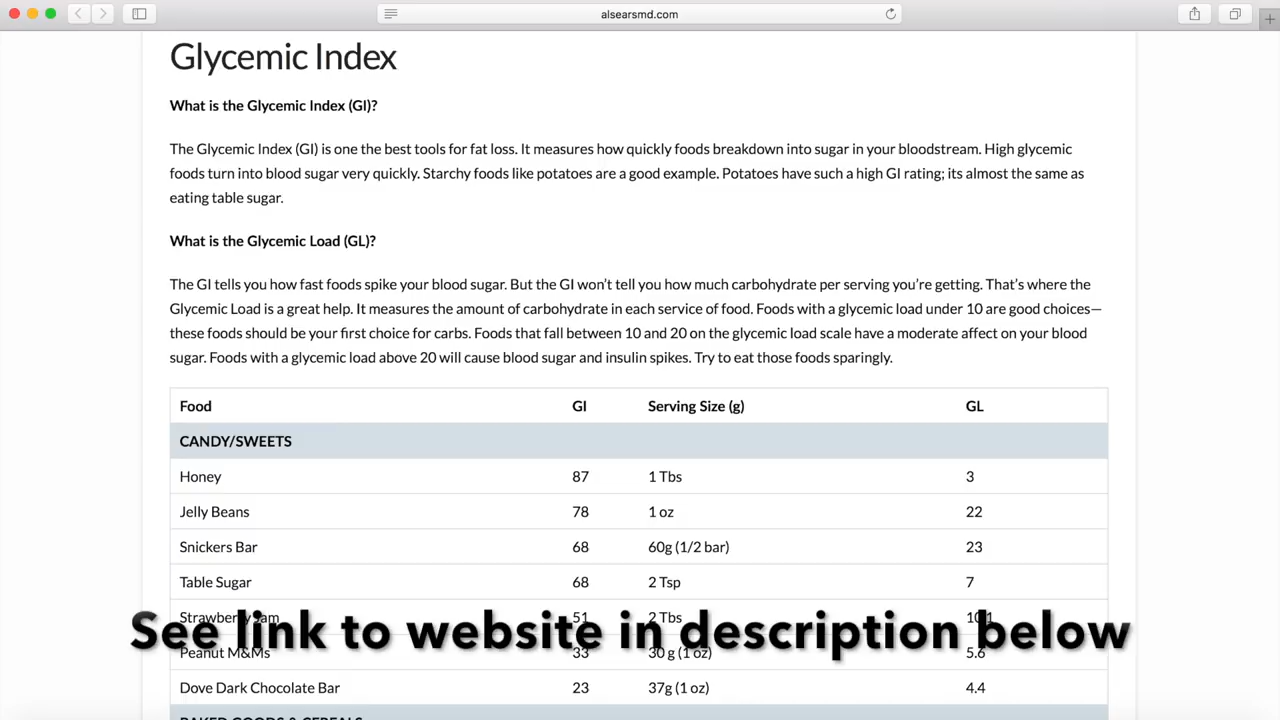 alsearsmd.com
Glycemic Index
What is the Glycemic Index (GI)?
The Glycemic Index (GI) is one the best tools for fat loss. It measures how quickly foods breakdown into sugar in your bloodstream. High glycemic
foods turn into blood sugar very quickly. Starchy foods like potatoes are a good example. Potatoes have such a high GI rating; its almost the same as
eating table sugar.
What is the Glycemic Load (GL)?
The GI tells you how fast foods spike your blood sugar. But the GI won’t tell you how much carbohydrate per serving you’re getting. That’s where the
Glycemic Load is a great help. It measures the amount of carbohydrate in each service of food. Foods with a glycemic load under 10 are good choices—
these foods should be your first choice for carbs. Foods that fall between 10 and 20 on the glycemic load scale have a moderate affect on your blood
sugar. Foods with a glycemic load above 20 will cause blood sugar and insulin spikes. Try to eat those foods sparingly.
Food GI Serving Size (g) GL
CANDY/SWEETS
Honey 87 1 Tbs 3
Jelly Beans 78 1 oz 22
Snickers Bar 68 60g (1/2 bar) 23
Table Sugar 68 2 Tsp 7
Strawberry Jam 51 2 Tbs 10.1
See link to website in description below
Peanut M&Ms 33 30 g (1 oz) 5.6
Dove Dark Chocolate Bar 23 37g (1 oz) 4.4
BAKED GOODS & CEREALS